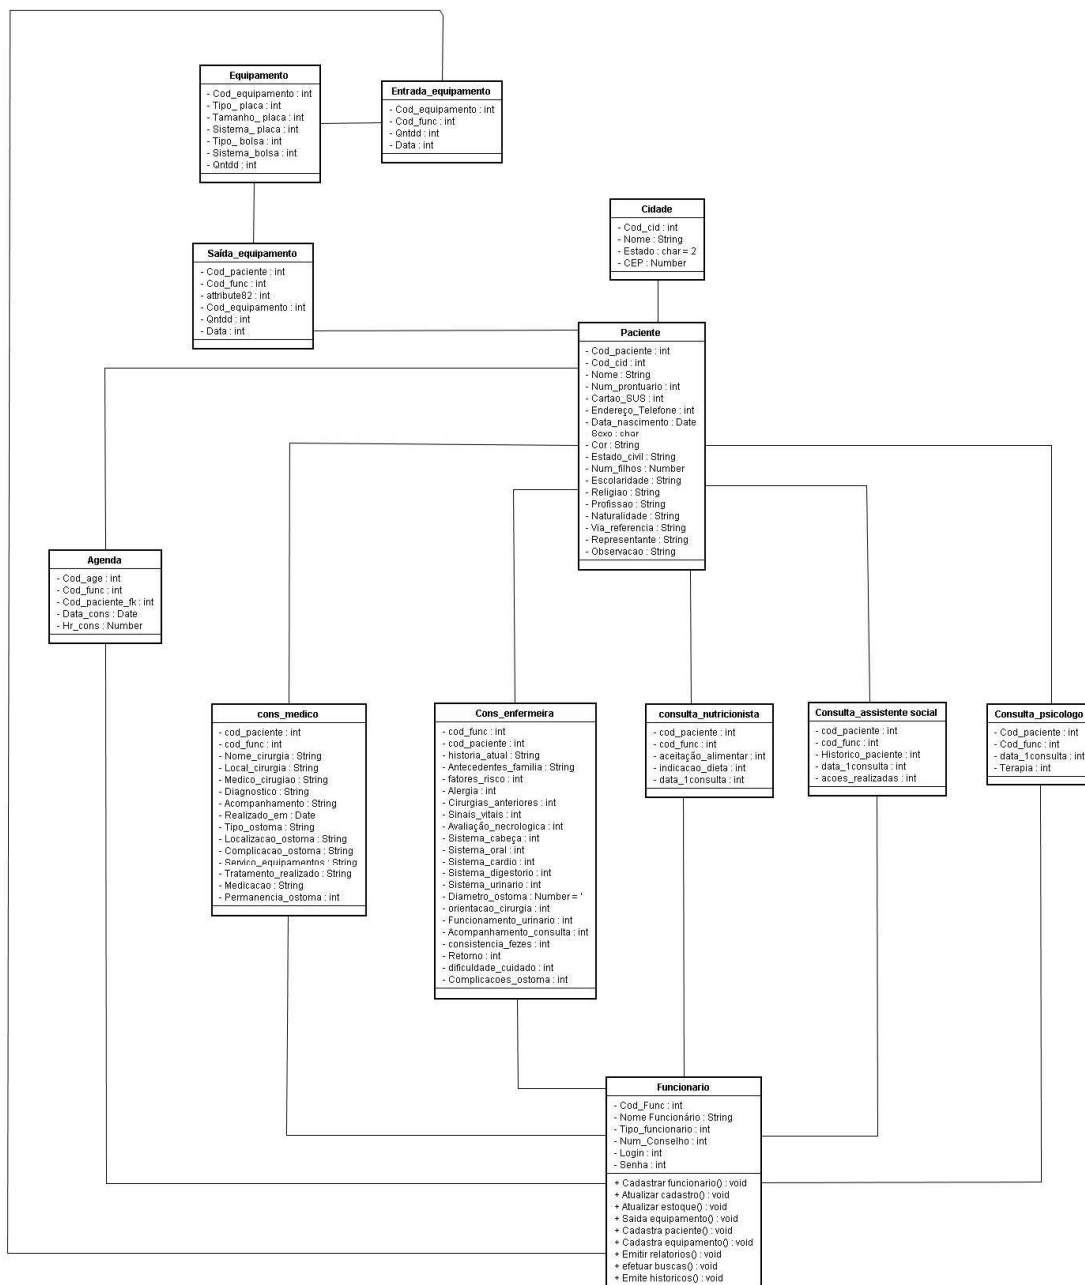 Equipamento
- Cod_equipamento : int
- Tipo_ placa : int
- Tamanho_ placa : int
- Sistema_ placa : int
- Tipo_ bolsa : int
- Sistema_bolsa : int
- Qntdd : int
Entrada_equipamento
- Cod_equipamento : int
- Cod_func : int
- Qntdd : int
- Data : int
Cidade
- Cod_cid : int
- Nome : String
- Estado : char = 2
- CEP : Number
Saída_equipamento
- Cod_paciente : int
- Cod_func : int
- attribute82 : int
- Cod_equipamento : int
- Qntdd : int
- Data : int
Paciente
- Cod_paciente : int
- Cod_cid : int
- Nome : String
- Num_prontuario : int
- Cartao_SUS : int
- Endereço_Telefone : int
- Data_nascimento : Date
Sexo : char
- Cor : String
- Estado_civil : String
- Num_filhos : Number
- Escolaridade : String
- Religiao : String
- Profissao : String
- Naturalidade : String
- Via_referencia : String
- Representante : String
- Observacao : String
Agenda
- Cod_age : int
- Cod_func : int
- Cod_paciente_fk : int
- Data_cons : Date
- Hr_cons : Number
cons_medico
- cod_paciente : int
- cod_func : int
- Nome_cirurgia : String
- Local_cirurgia : String
- Medico_cirugiao : String
- Diagnostico : String
- Acompanhamento : String
- Realizado_em : Date
- Tipo_ostoma : String
- Localizacao_ostoma : String
- Complicacao_ostoma : String
- Servico_equipamentos : String
- Tratamento_realizado : String
- Medicacao : String
- Permanencia_ostoma : int
Cons_enfermeira
- cod_func : int
- cod_paciente : int
- historia_atual : String
- Antecedentes_familia : String
- fatores_risco : int
- Alergia : int
- Cirurgias_anteriores : int
- Sinais_vitais : int
- Avaliação_necrologica : int
- Sistema_cabeça : int
- Sistema_oral : int
- Sistema_cardio : int
- Sistema_digestorio : int
- Sistema_urinario : int
- Diametro_ostoma : Number = '
- orientacao_cirurgia : int
- Funcionamento_urinario : int
- Acompanhamento_consulta : int
- consistencia_fezes : int
- Retorno : int
- dificuldade_cuidado : int
- Complicacoes_ostoma : int
consulta_nutricionista
- cod_paciente : int
- cod_func : int
- aceitação_alimentar : int
- indicacao_dieta : int
- data_1consulta : int
Consulta_assistente social
- cod_paciente : int
- cod_func : int
- Historico_paciente : int
- data_1consulta : int
- acoes_realizadas : int
Consulta_psicologo
- Cod_paciente : int
- Cod_func : int
- data_1consulta : int
- Terapia : int
Funcionario
- Cod_Func : int
- Nome Funcionário : String
- Tipo_funcionario : int
- Num_Conselho : int
- Login : int
- Senha : int
+ Cadastrar funcionario() : void
+ Atualizar cadastro() : void
+ Atualizar estoque() : void
+ Saida equipamento() : void
+ Cadastra paciente() : void
+ Cadastra equipamento() : void
+ Emitir relatorios() : void
+ efetuar buscas() : void
+ Emite historicos() : void